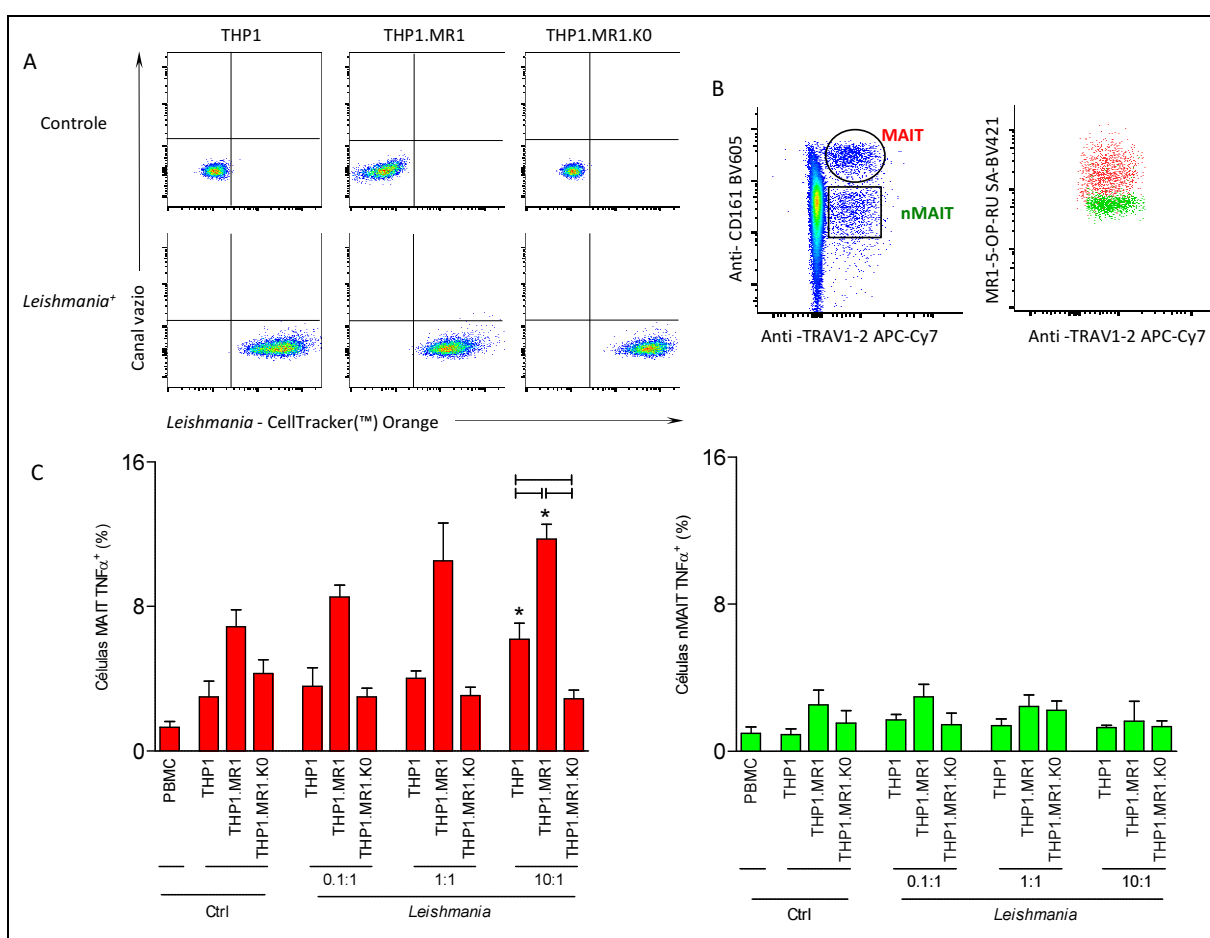 A
THP1
THP1.MR1
THP1.MR1.K0
Controle
Leishmania+
Canal vazio
Leishmania - CellTracker(™) Orange
B
MAIT
nMAIT
Anti- CD161 BV605
Anti -TRAV1-2 APC-Cy7
MR1-5-OP-RU SA-BV421
Anti -TRAV1-2 APC-Cy7
C
Células MAIT TNFα+ (%)
16
8
0
*
*
PBMC
THP1
THP1.MR1
THP1.MR1.K0
THP1
THP1.MR1
THP1.MR1.K0
THP1
THP1.MR1
THP1.MR1.K0
THP1
THP1.MR1
THP1.MR1.K0
0.1:1
1:1
10:1
Ctrl
Leishmania
Células nMAIT TNFα+ (%)
16
8
0
PBMC
THP1
THP1.MR1
THP1.MR1.K0
THP1
THP1.MR1
THP1.MR1.K0
THP1
THP1.MR1
THP1.MR1.K0
THP1
THP1.MR1
THP1.MR1.K0
0.1:1
1:1
10:1
Ctrl
Leishmania